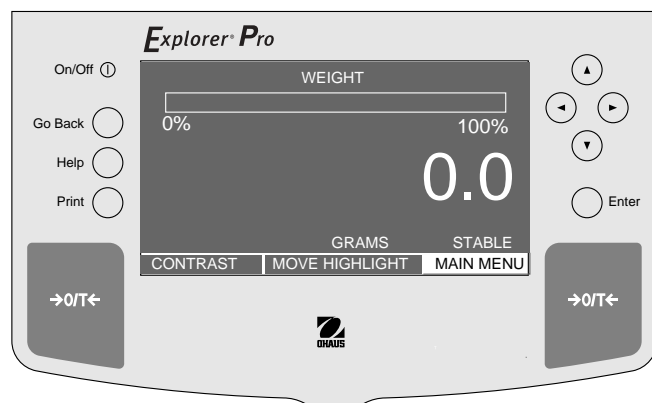 Explorer® Pro
On/Off
WEIGHT
Go Back
0% 100%
Help
0.0
Print
Enter
GRAMS STABLE
CONTRAST MOVE HIGHLIGHT MAIN MENU
→0/T← →0/T←
OHAUS